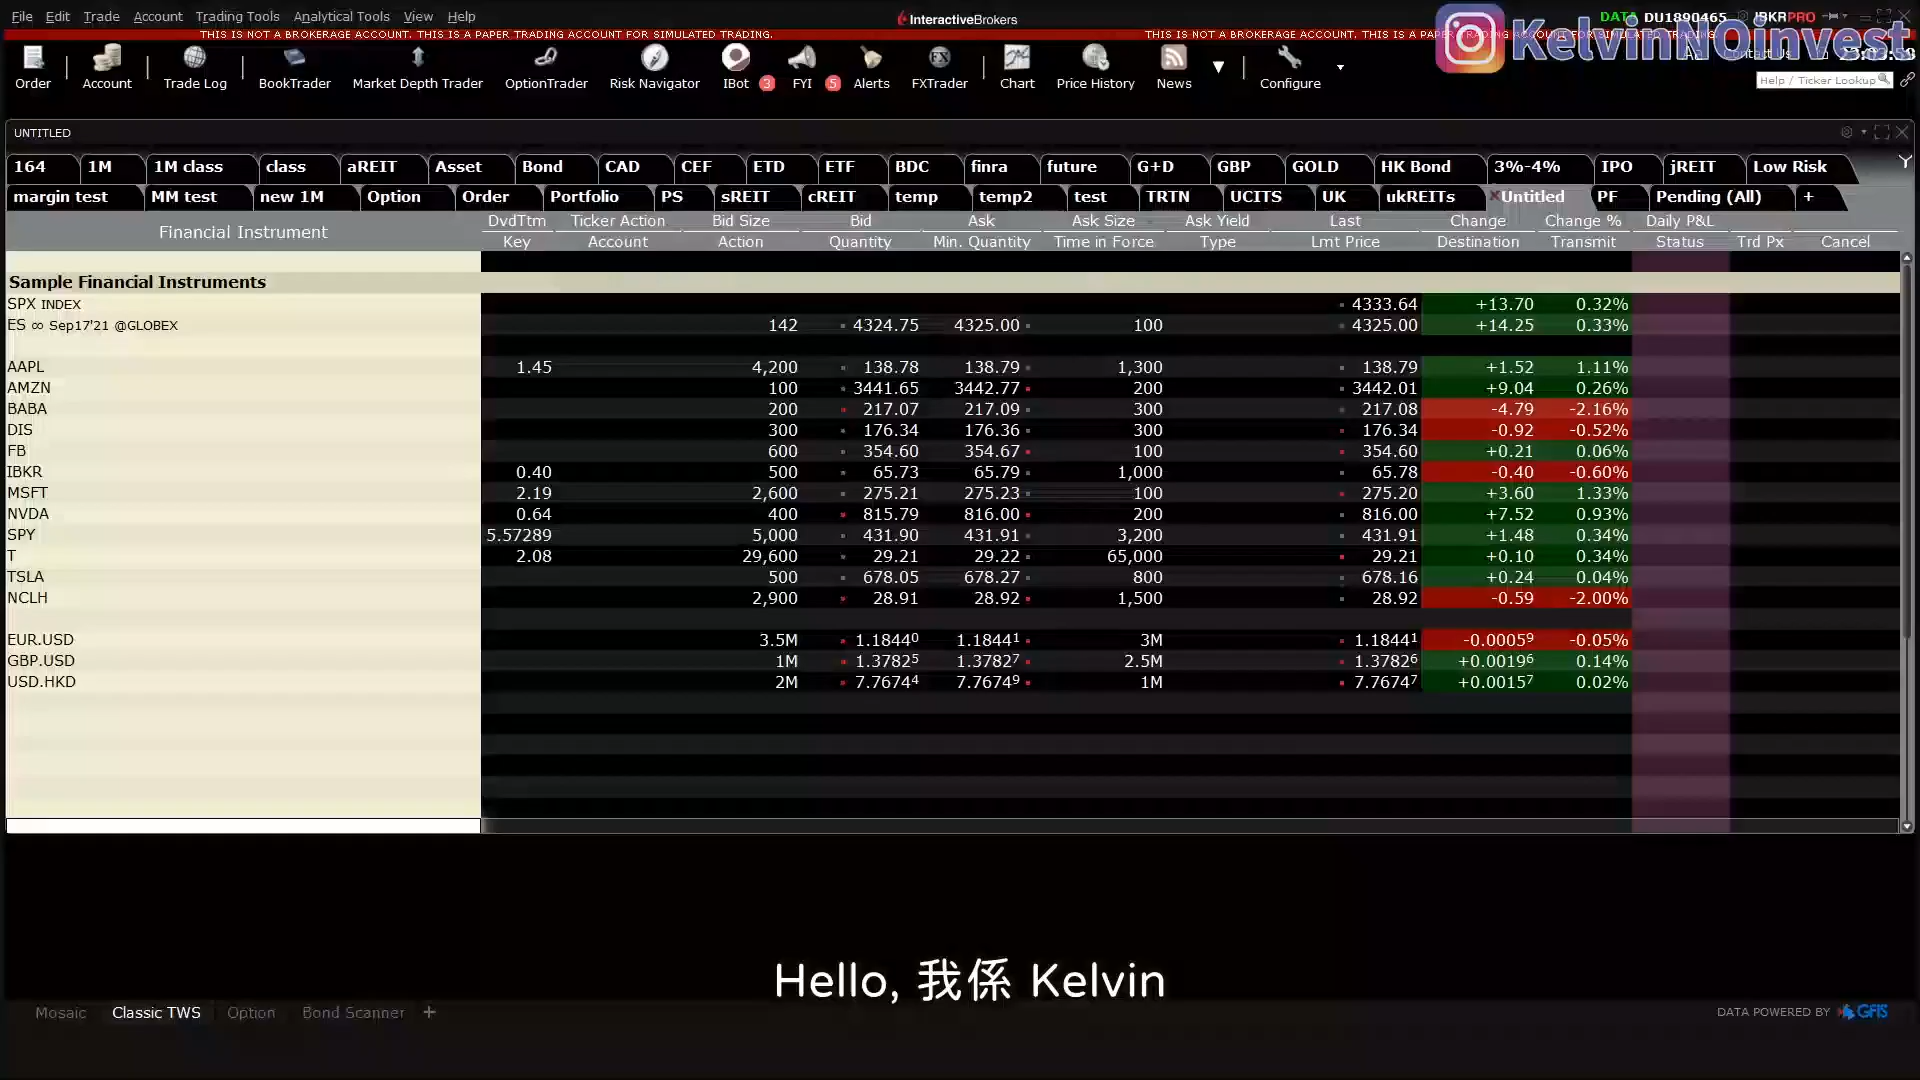 File Edit Trade Account Trading Tools Analytical Tools View Help
InteractiveBrokers
DATA DU1890465 IBKRPRO
THIS IS NOT A BROKERAGE ACCOUNT. THIS IS A PAPER TRADING ACCOUNT FOR SIMULATED TRADING.
KelvinNOinvest
Order Account Trade Log BookTrader Market Depth Trader OptionTrader Risk Navigator IBot 3 FYI 5 Alerts FXTrader Chart Price History News Configure
Help / Ticker Lookup
UNTITLED
164 1M 1M class class aREIT Asset Bond CAD CEF ETD ETF BDC finra future G+D GBP GOLD HK Bond 3%-4% IPO jREIT Low Risk
margin test MM test new 1M Option Order Portfolio PS sREIT cREIT temp temp2 test TRTN UCITS UK ukREITs Untitled PF Pending (All) +
Financial Instrument
DvdTtm Ticker Action Bid Size Bid Ask Ask Size Ask Yield Last Change Change % Daily P&L
Key Account Action Quantity Min. Quantity Time in Force Type Lmt Price Destination Transmit Status Trd Px Cancel
Sample Financial Instruments
SPX INDEX 4333.64 +13.70 0.32%
ES ∞ Sep17'21 @GLOBEX 142 4324.75 4325.00 100 4325.00 +14.25 0.33%
AAPL 1.45 4,200 138.78 138.79 1,300 138.79 +1.52 1.11%
AMZN 100 3441.65 3442.77 200 3442.01 +9.04 0.26%
BABA 200 217.07 217.09 300 217.08 -4.79 -2.16%
DIS 300 176.34 176.36 300 176.34 -0.92 -0.52%
FB 600 354.60 354.67 100 354.60 +0.21 0.06%
IBKR 0.40 500 65.73 65.79 1,000 65.78 -0.40 -0.60%
MSFT 2.19 2,600 275.21 275.23 100 275.20 +3.60 1.33%
NVDA 0.64 400 815.79 816.00 200 816.00 +7.52 0.93%
SPY 5.57289 5,000 431.90 431.91 3,200 431.91 +1.48 0.34%
T 2.08 29,600 29.21 29.22 65,000 29.21 +0.10 0.34%
TSLA 500 678.05 678.27 800 678.16 +0.24 0.04%
NCLH 2,900 28.91 28.92 1,500 28.92 -0.59 -2.00%
EUR.USD 3.5M 1.1844⁰ 1.1844¹ 3M 1.1844¹ -0.0005⁹ -0.05%
GBP.USD 1M 1.3782⁵ 1.3782⁷ 2.5M 1.3782⁶ +0.0019⁶ 0.14%
USD.HKD 2M 7.7674⁴ 7.7674⁹ 1M 7.7674⁷ +0.0015⁷ 0.02%
Hello, 我係 Kelvin
Mosaic Classic TWS Option Bond Scanner +
DATA POWERED BY GFIS